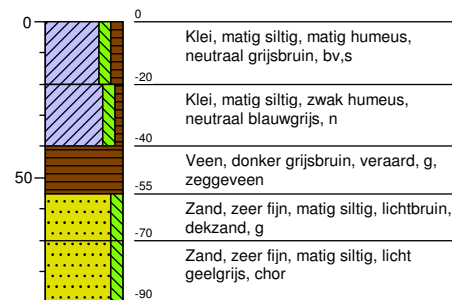 0
0
Klei, matig siltig, matig humeus,
neutraal grijsbruin, bv,s
-20
Klei, matig siltig, zwak humeus,
neutraal blauwgrijs, n
-40
Veen, donker grijsbruin, veraard, g,
zeggeveen
50
-55
Zand, zeer fijn, matig siltig, lichtbruin,
dekzand, g
-70
Zand, zeer fijn, matig siltig, licht
geelgrijs, chor
-90